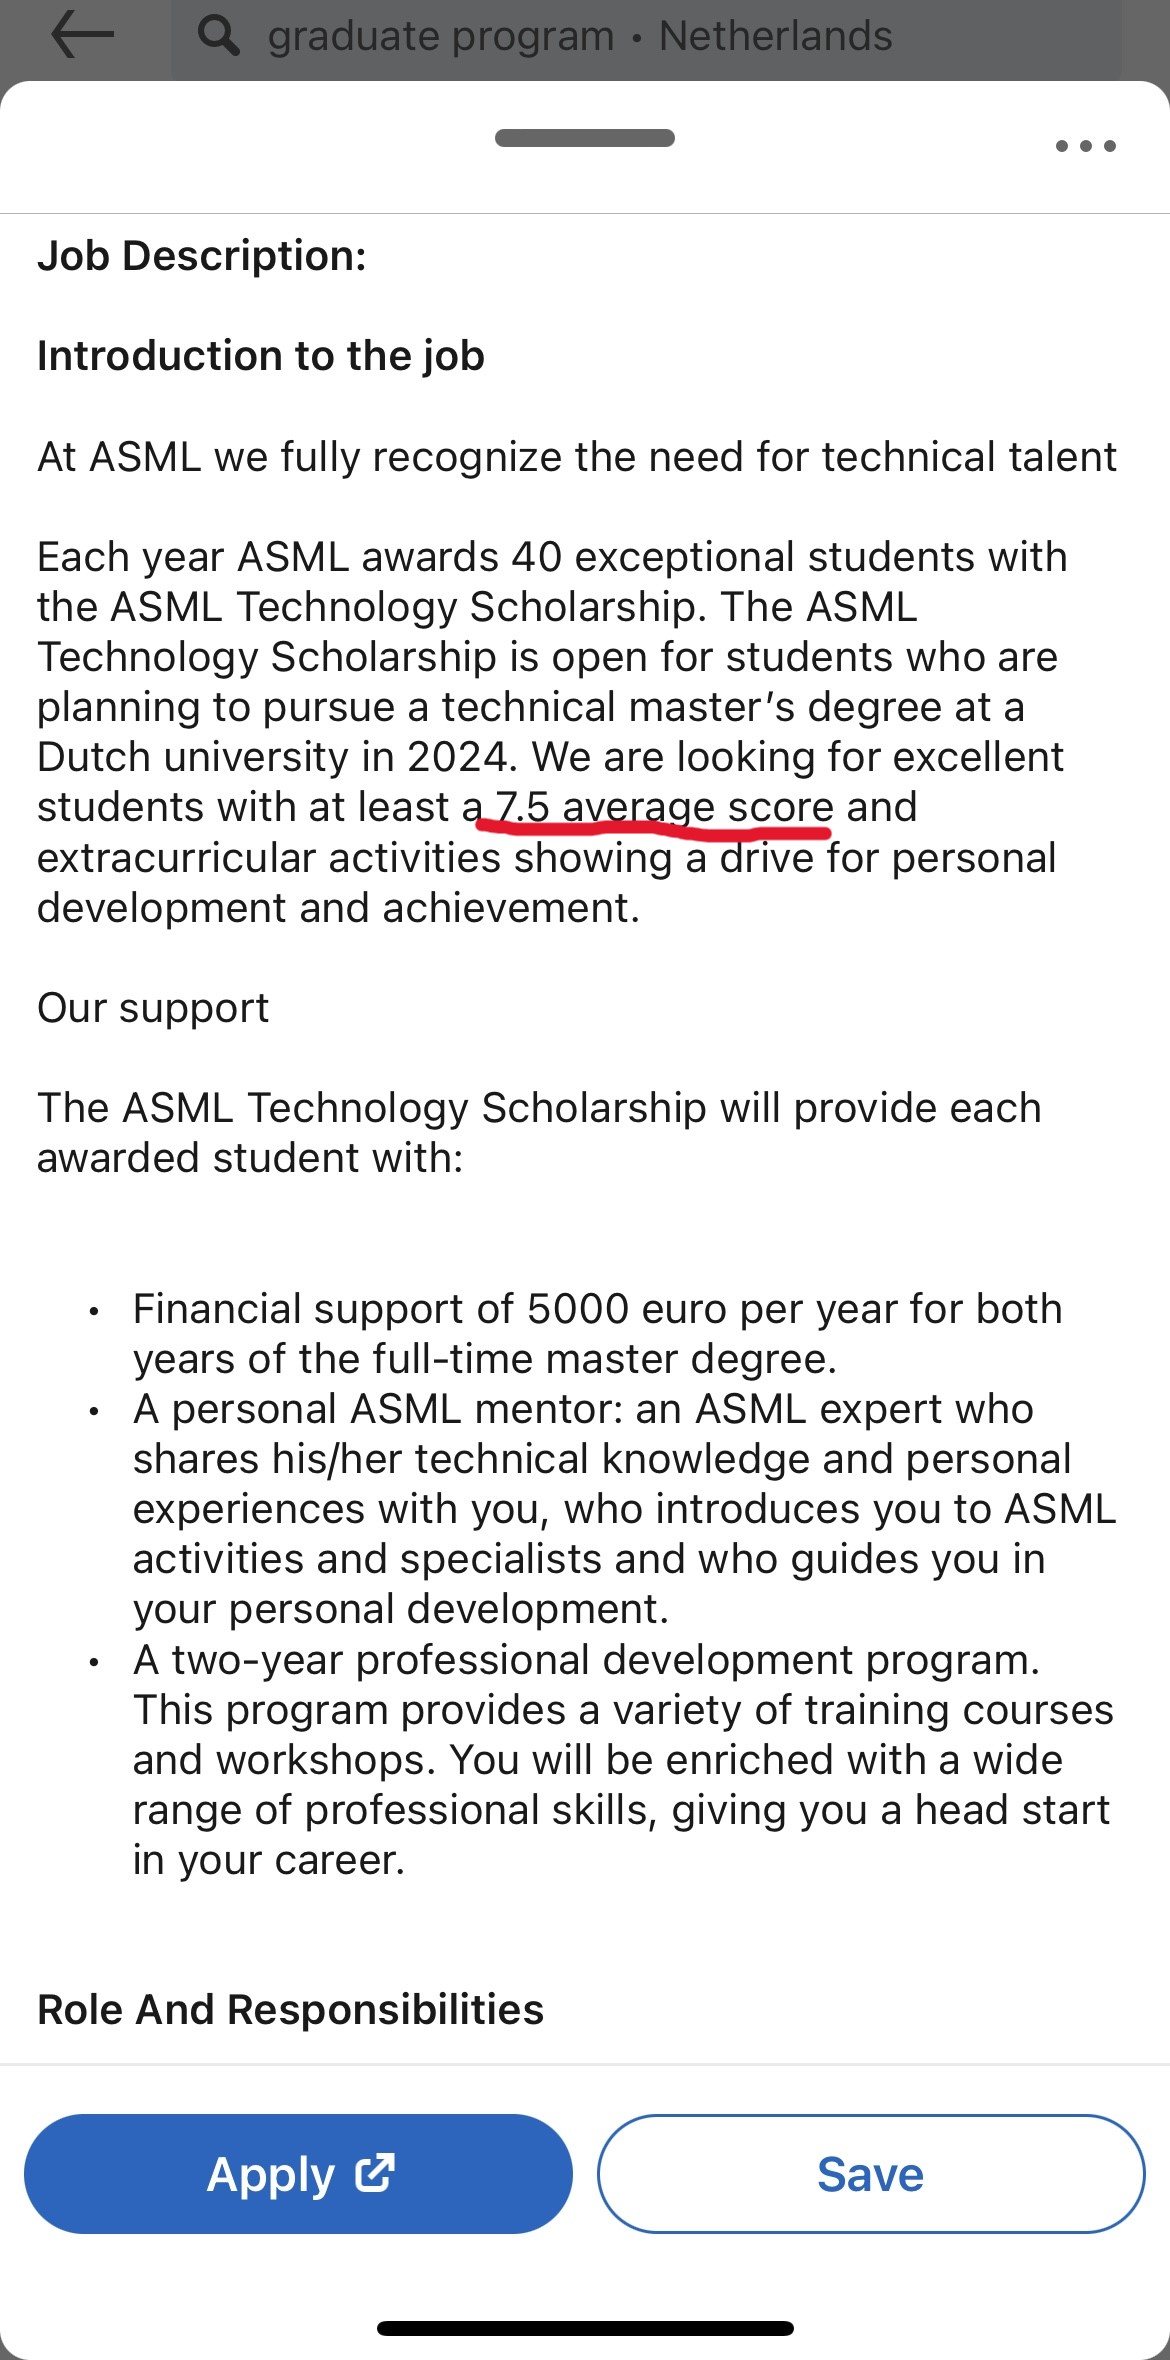 graduate program • Netherlands
Job Description:
Introduction to the job
At ASML we fully recognize the need for technical talent
Each year ASML awards 40 exceptional students with
the ASML Technology Scholarship. The ASML
Technology Scholarship is open for students who are
planning to pursue a technical master's degree at a
Dutch university in 2024. We are looking for excellent
students with at least a 7.5 average score and
extracurricular activities showing a drive for personal
development and achievement.
Our support
The ASML Technology Scholarship will provide each
awarded student with:
• Financial support of 5000 euro per year for both
years of the full-time master degree.
• A personal ASML mentor: an ASML expert who
shares his/her technical knowledge and personal
experiences with you, who introduces you to ASML
activities and specialists and who guides you in
your personal development.
• A two-year professional development program.
This program provides a variety of training courses
and workshops. You will be enriched with a wide
range of professional skills, giving you a head start
in your career.
Role And Responsibilities
Apply
Save